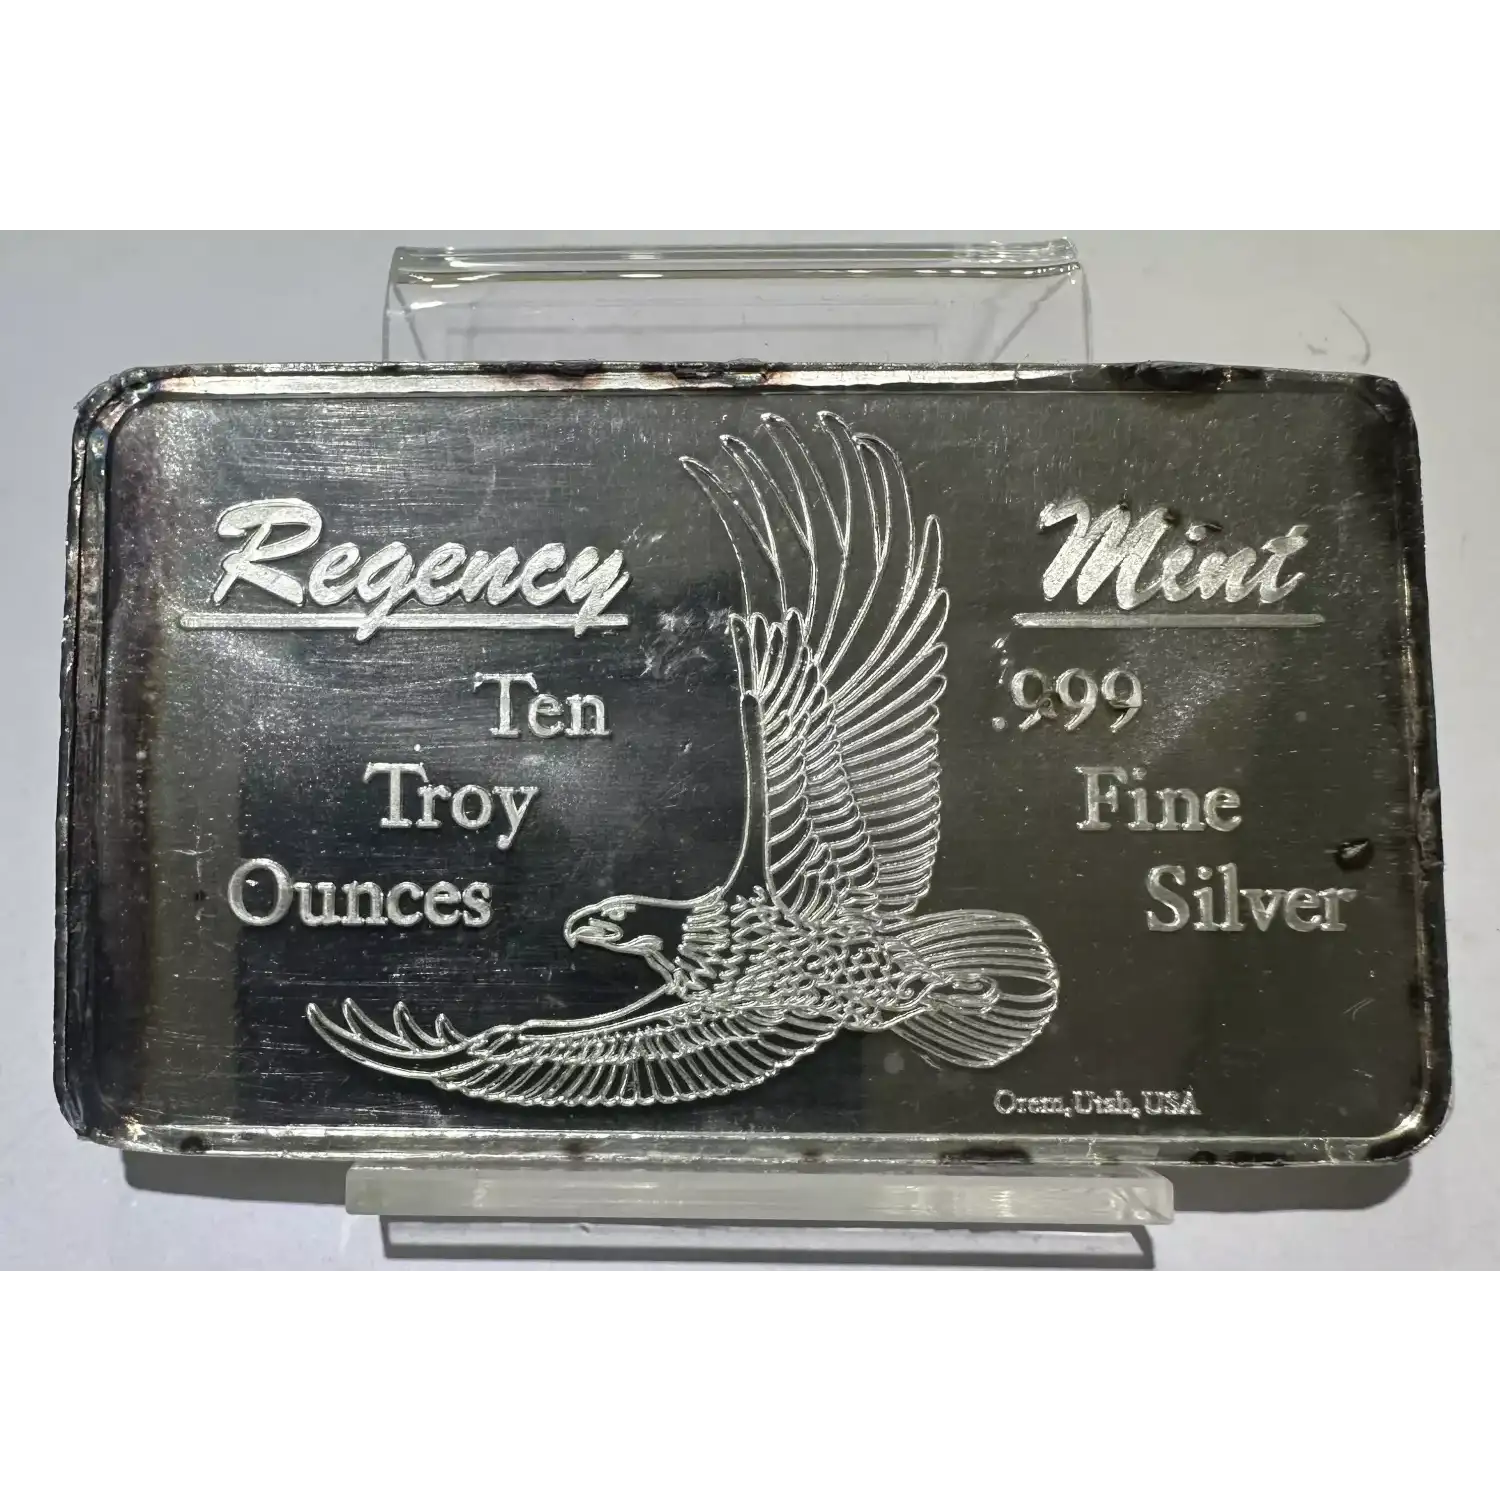 Regency Mint
Ten
Troy
Ounces
.999
Fine
Silver
Orem, Utah, USA